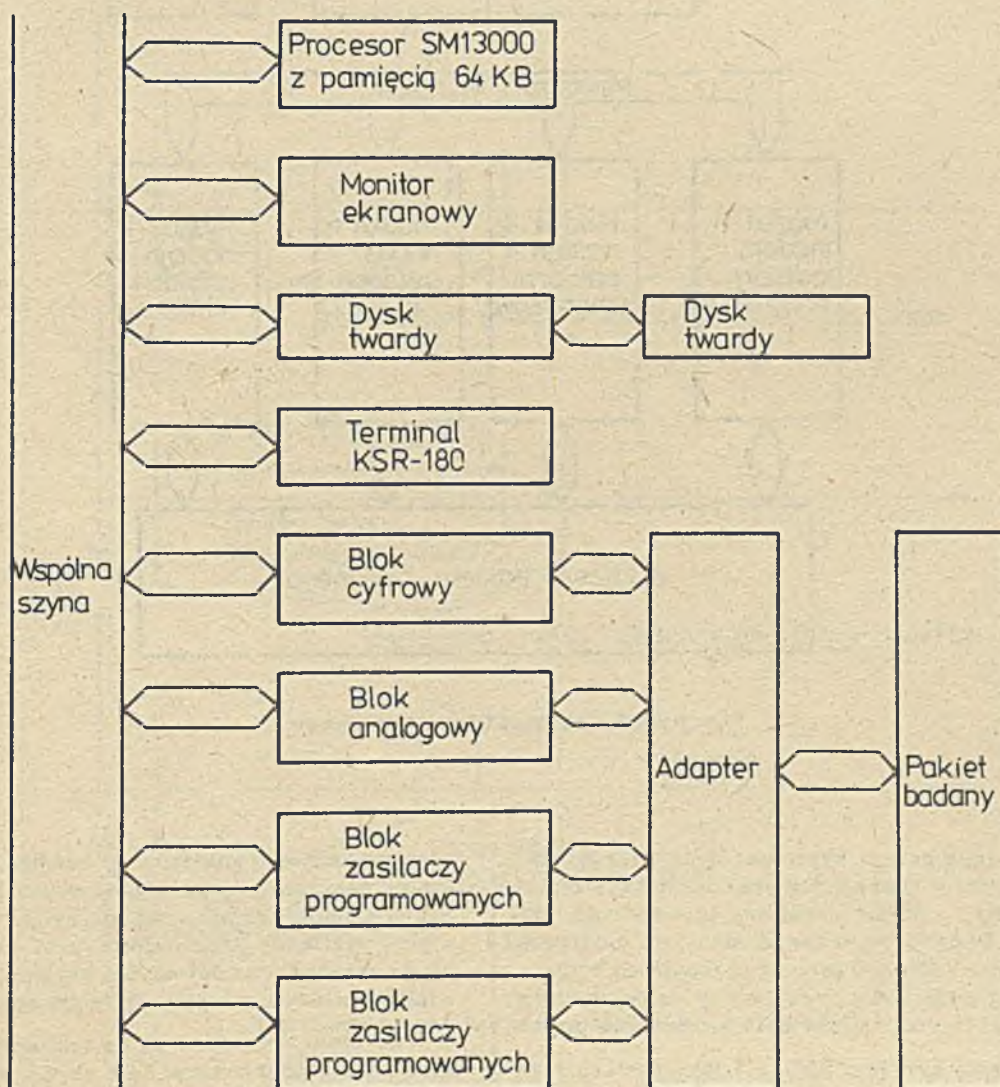 Procesor SM13000
z pamięcią 64 KB
Monitor
ekranowy
Dysk
twardy
Dysk
twardy
Terminal
KSR-180
Wspólna
szyna
Blok
cyfrowy
Blok
analogowy
Adapter
Pakiet
badany
Blok
zasilaczy
programowanych
Blok
zasilaczy
programowanych